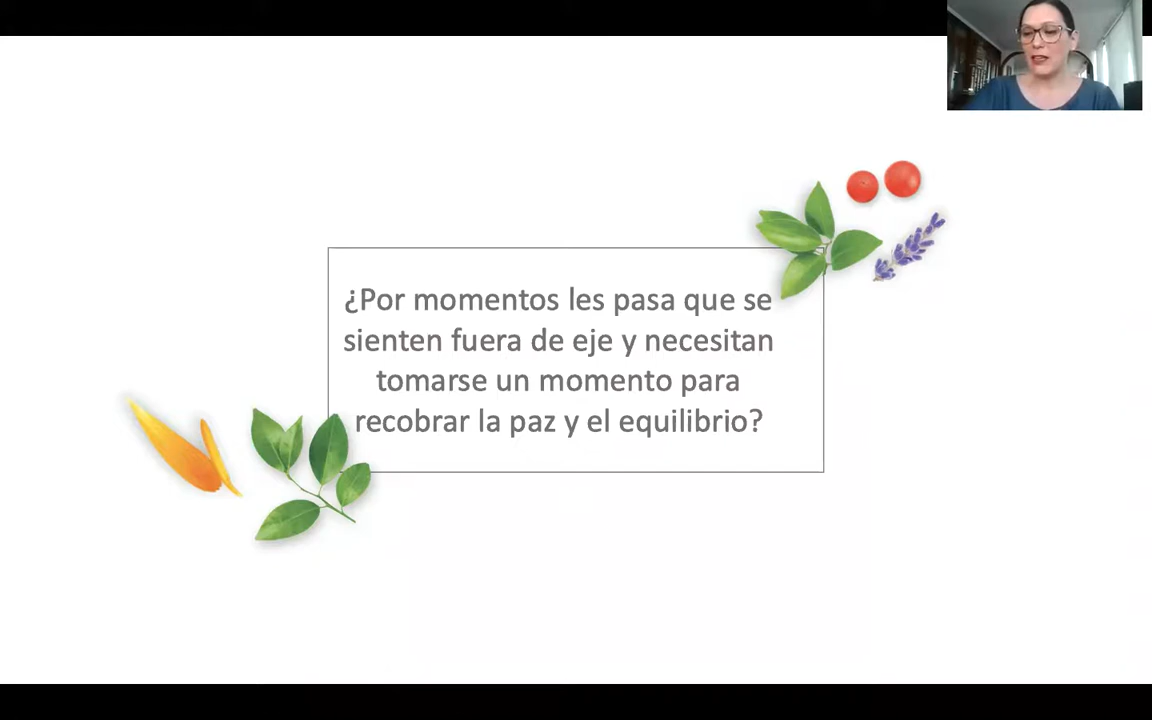 ¿Por momentos les pasa que se
sienten fuera de eje y necesitan
tomarse un momento para
recobrar la paz y el equilibrio?